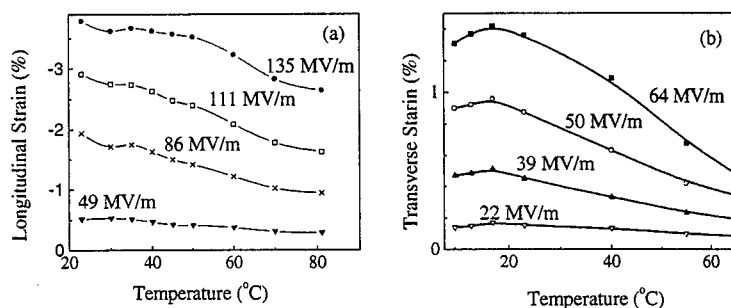 (a)
135 MV/m
111 MV/m
86 MV/m
49 MV/m
-3
-2
-1
0
20
40
60
80
100
Longitudinal Strain (%)
Temperature (°C)
(b)
64 MV/m
50 MV/m
39 MV/m
22 MV/m
1
0
20
40
60
Transverse Starin (%)
Temperature (°C)